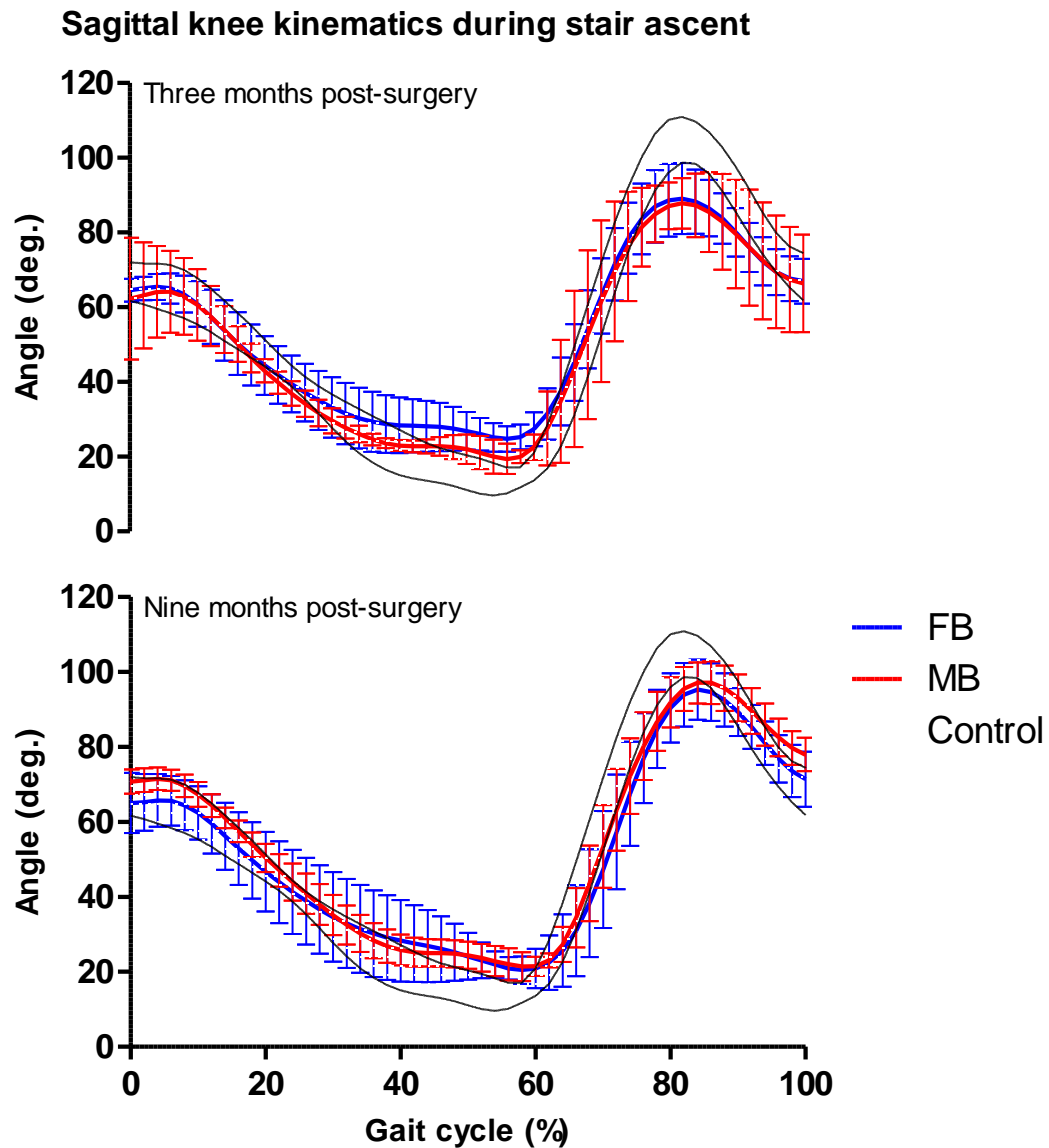 Sagittal knee kinematics during stair ascent
Three months post-surgery
120
100
80
60
40
20
0
Angle (deg.)
Nine months post-surgery
120
100
80
60
40
20
0
Angle (deg.)
FB
MB
Control
0 20 40 60 80 100
Gait cycle (%)